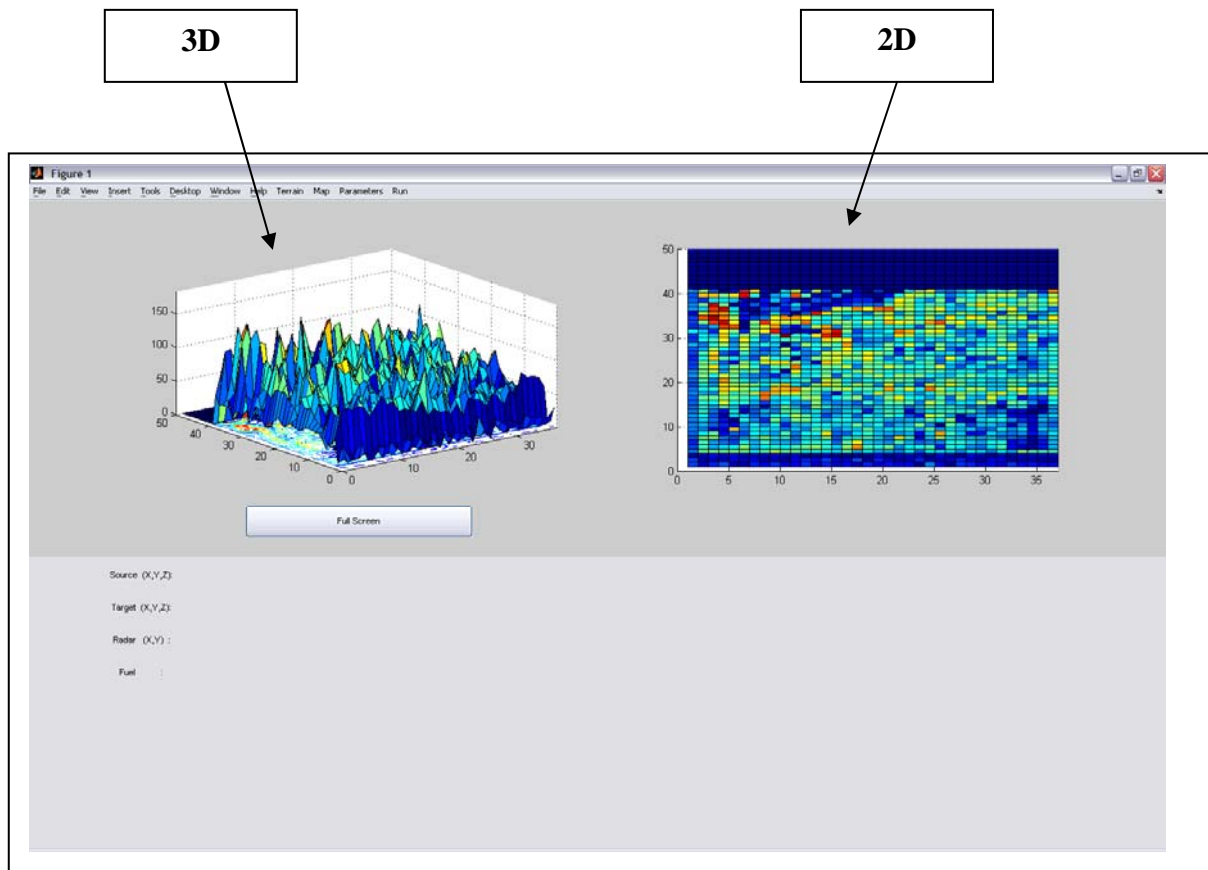 3D
2D
Figure 1
File Edit View Insert Tools Desktop Window Help Terrain Map Parameters Run
150
100
50
0
50
40
30
20
10
0
0
10
20
30
50
40
30
20
10
0
0 5 10 15 20 25 30 35
Full Screen
Source (X,Y,Z):
Target (X,Y,Z):
Radar (X,Y) :
Fuel :